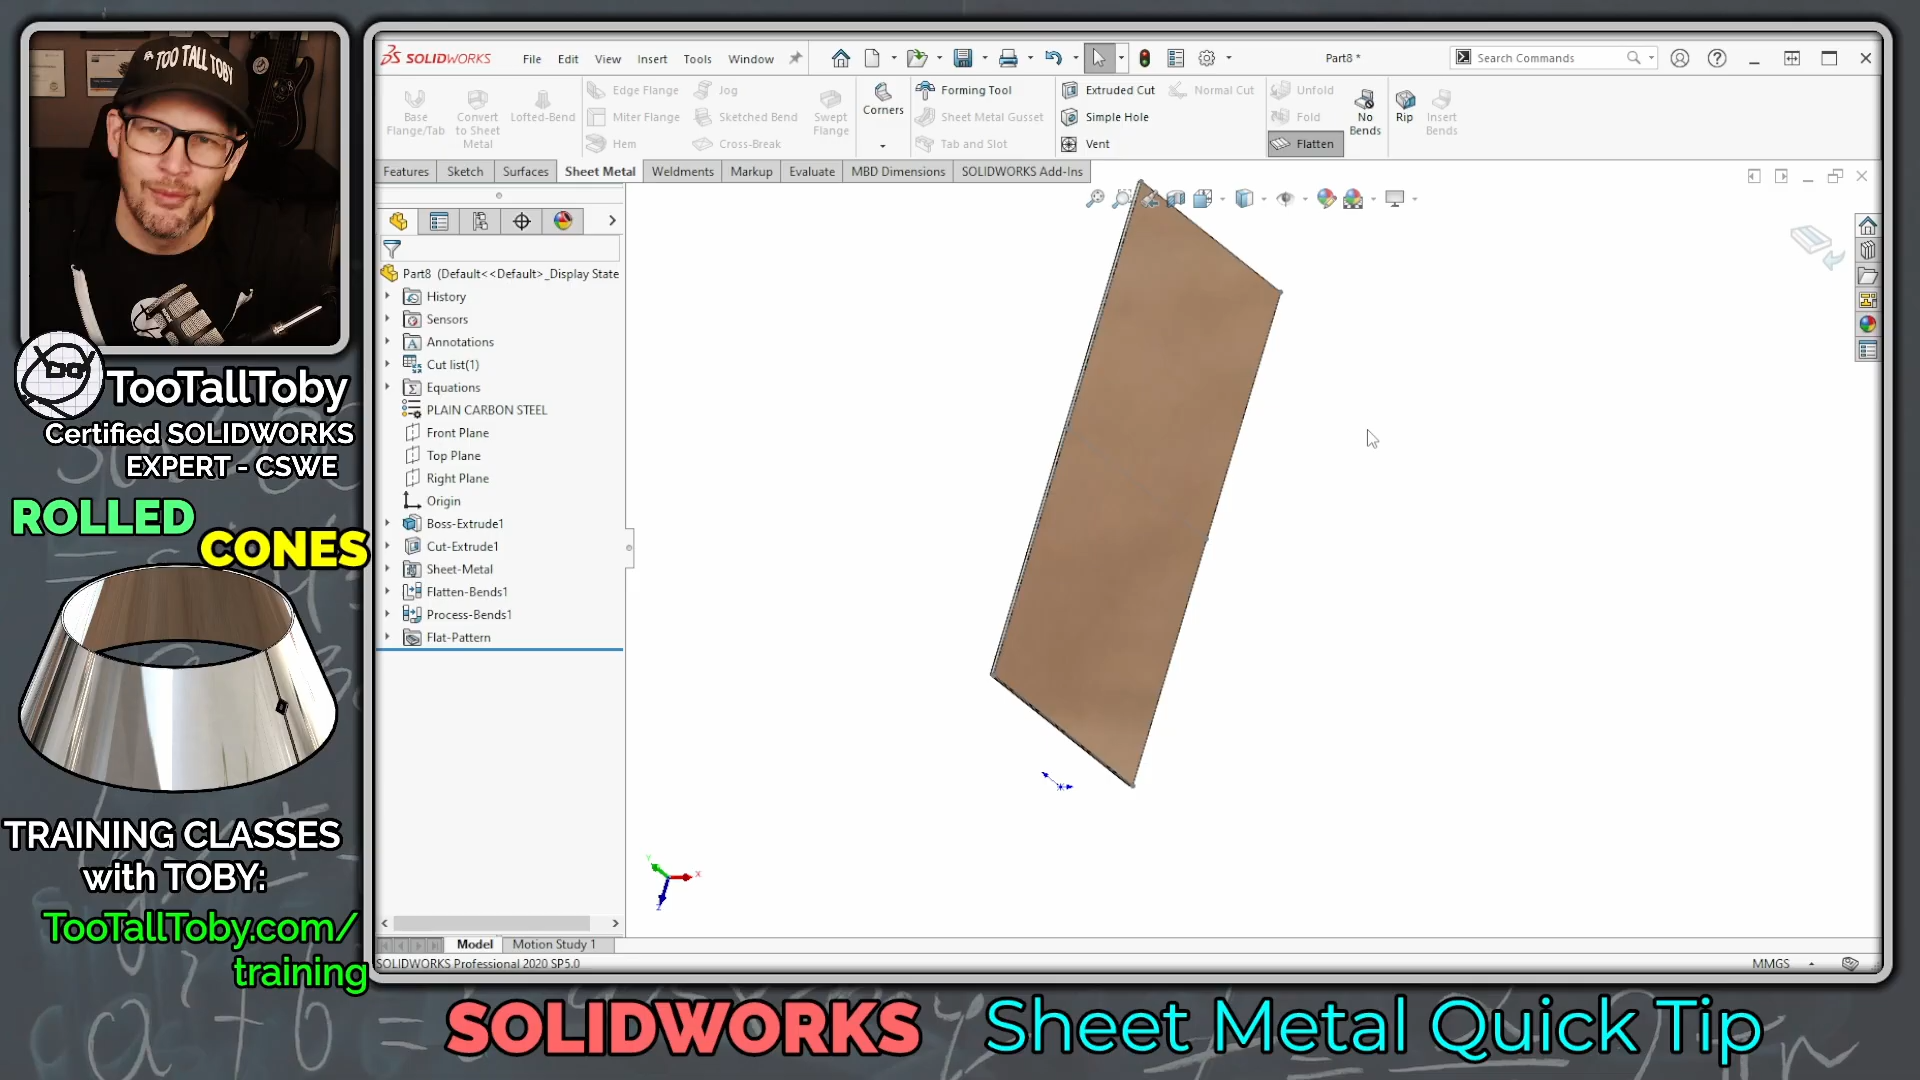 TOO TALL TOBY
TooTallToby
Certified SOLIDWORKS
EXPERT - CSWE
ROLLED
CONES
TRAINING CLASSES
with TOBY:
TooTallToby.com/
training
SOLIDWORKS
File Edit View Insert Tools Window
Part8 *
Search Commands
Base
Flange/Tab
Convert
to Sheet
Metal
Lofted-Bend
Edge Flange
Miter Flange
Hem
Jog
Sketched Bend
Cross-Break
Swept
Flange
Corners
Forming Tool
Sheet Metal Gusset
Tab and Slot
Extruded Cut
Simple Hole
Vent
Normal Cut
Unfold
Fold
Flatten
No
Bends
Rip
Insert
Bends
Features Sketch Surfaces Sheet Metal Weldments Markup Evaluate MBD Dimensions SOLIDWORKS Add-Ins
Part8 (Default<<Default>_Display State
History
Sensors
Annotations
Cut list(1)
Equations
PLAIN CARBON STEEL
Front Plane
Top Plane
Right Plane
Origin
Boss-Extrude1
Cut-Extrude1
Sheet-Metal
Flatten-Bends1
Process-Bends1
Flat-Pattern
Y
X
Z
Model Motion Study 1
SOLIDWORKS Professional 2020 SP5.0
MMGS
SOLIDWORKS Sheet Metal Quick Tip